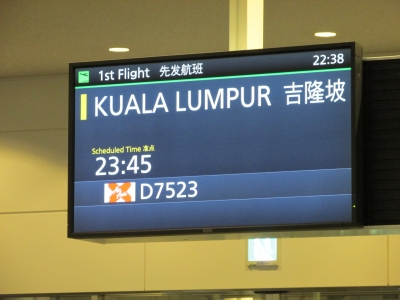 1st Flight 先发航班 22:38
KUALA LUMPUR 吉隆坡
Scheduled Time 准点
23:45
D7523